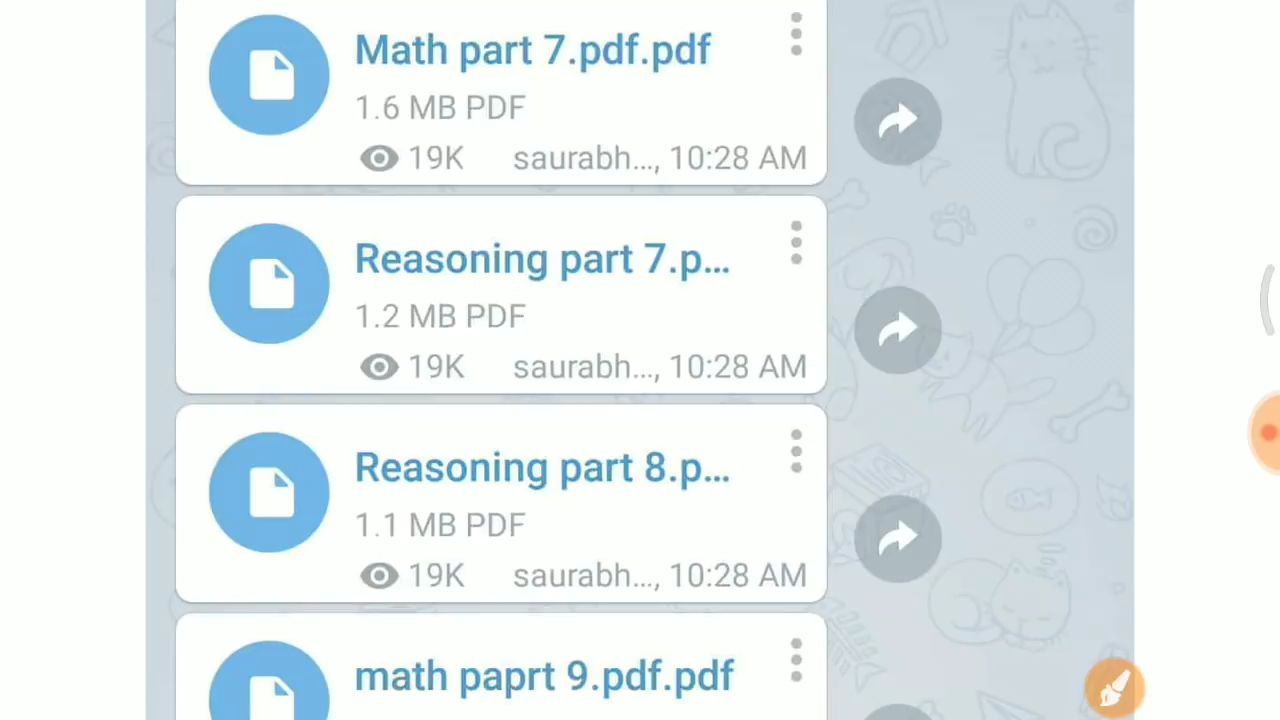 Math part 7.pdf.pdf
1.6 MB PDF
19K saurabh..., 10:28 AM
Reasoning part 7.p...
1.2 MB PDF
19K saurabh..., 10:28 AM
Reasoning part 8.p...
1.1 MB PDF
19K saurabh..., 10:28 AM
math paprt 9.pdf.pdf